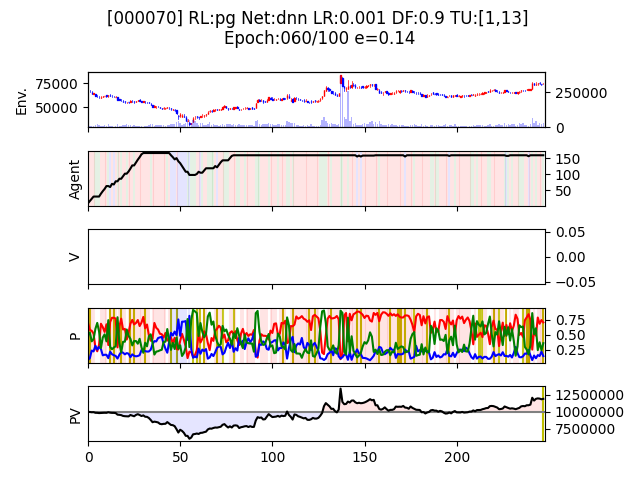 [000070] RL:pg Net:dnn LR:0.001 DF:0.9 TU:[1,13]
Epoch:060/100 e=0.14
Env.
75000
50000
250000
0
Agent
150
100
50
V
0.05
0.00
−0.05
P
0.75
0.50
0.25
PV
12500000
10000000
7500000
0 50 100 150 200